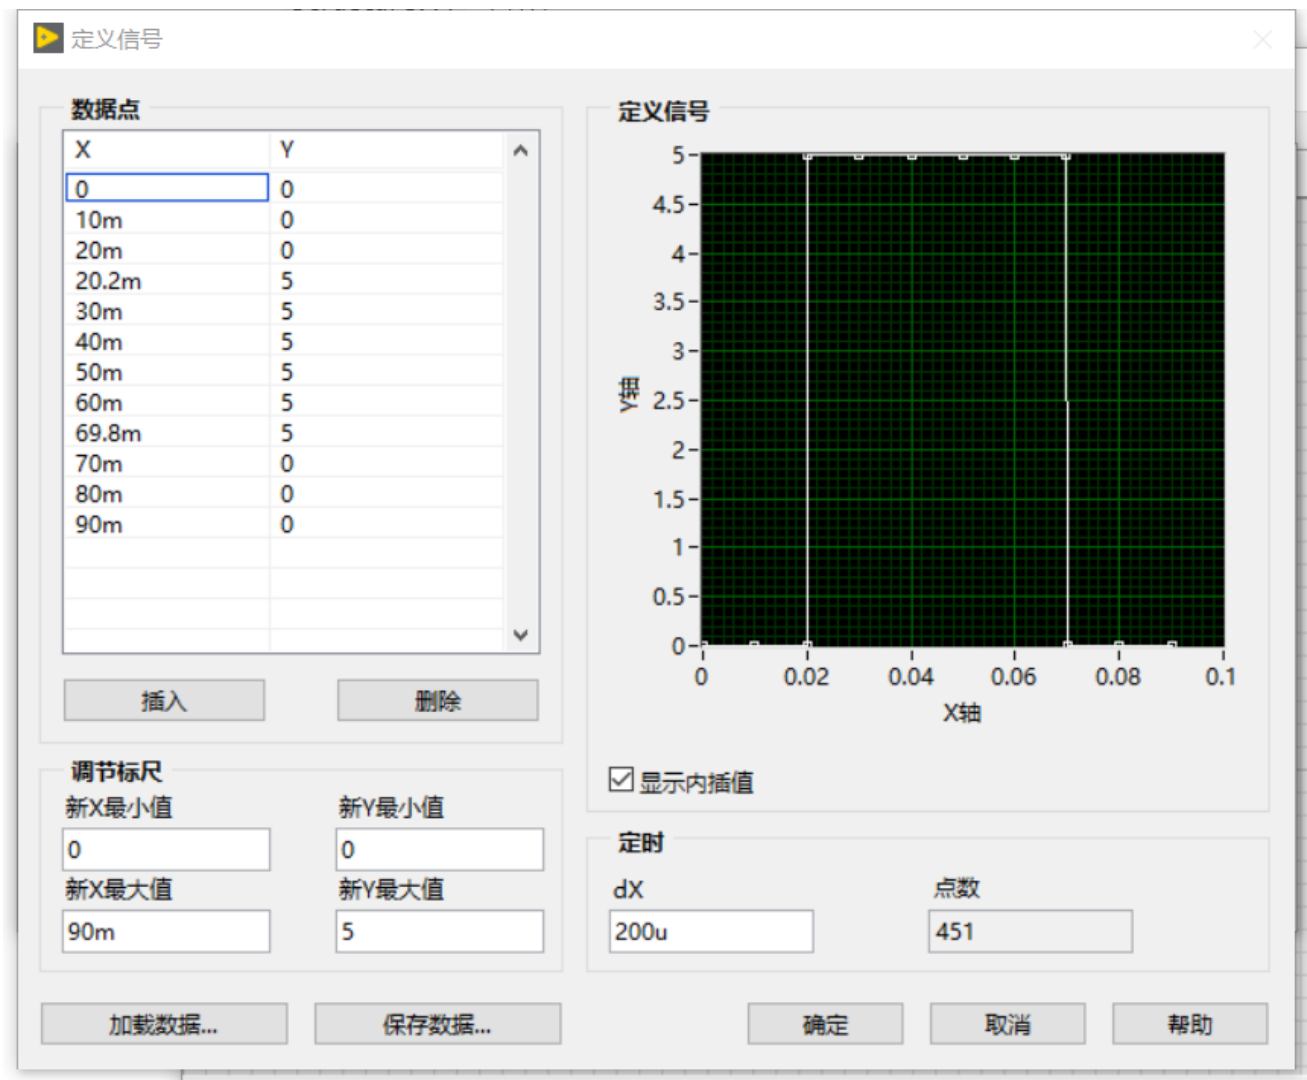 定义信号
数据点
X Y
0 0
10m 0
20m 0
20.2m 5
30m 5
40m 5
50m 5
60m 5
69.8m 5
70m 0
80m 0
90m 0
插入 删除
调节标尺
新X最小值 新Y最小值
0 0
新X最大值 新Y最大值
90m 5
定义信号
5
4.5
4
3.5
3
2.5
2
1.5
1
0.5
0
Y轴
0 0.02 0.04 0.06 0.08 0.1
X轴
显示内插值
定时
dX 点数
200u 451
加载数据... 保存数据... 确定 取消 帮助